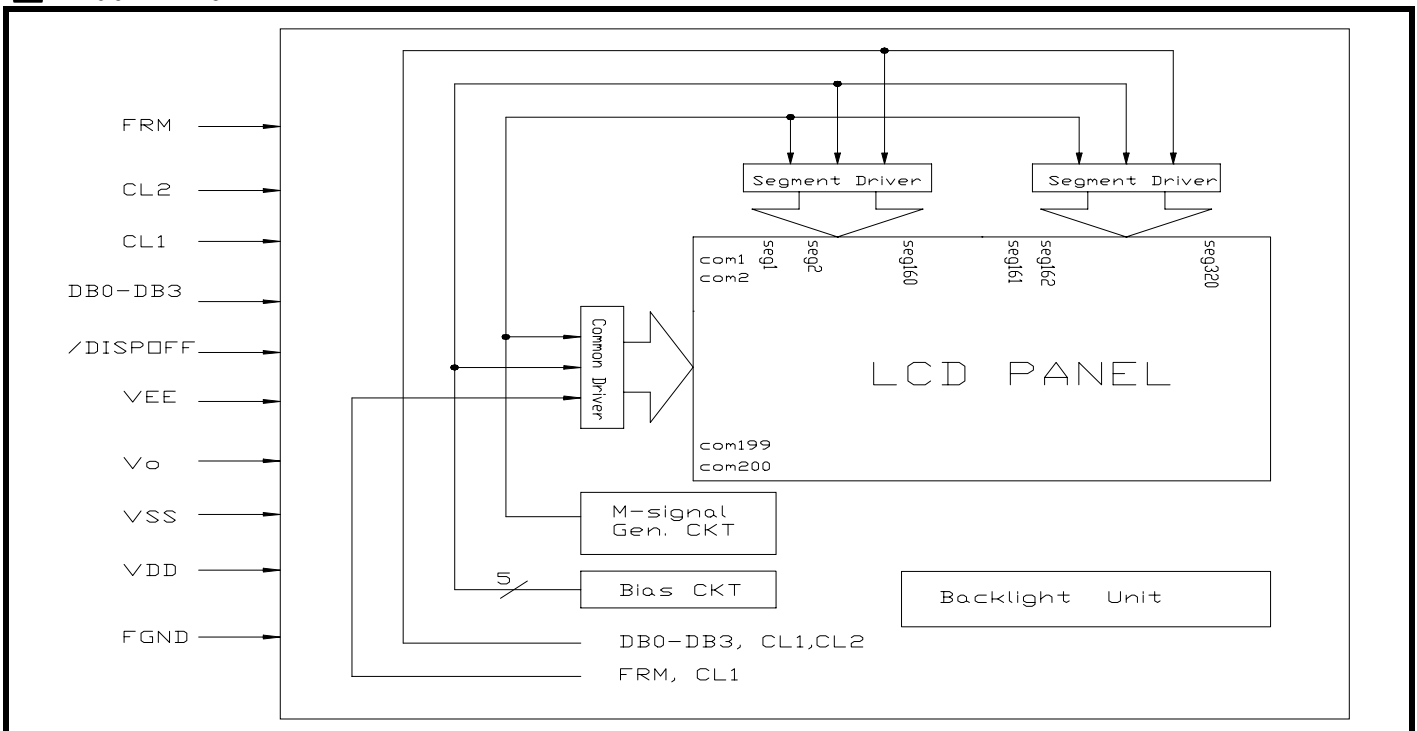 FRM
CL2
CL1
DB0-DB3
/DISPOFF
VEE
Vo
VSS
VDD
FGND
Segment Driver
Segment Driver
com1
com2
seg1
seg2
seg160
seg161
seg162
seg320
Common Driver
LCD PANEL
com199
com200
M-signal
Gen. CKT
5
Bias CKT
Backlight Unit
DB0-DB3, CL1,CL2
FRM, CL1